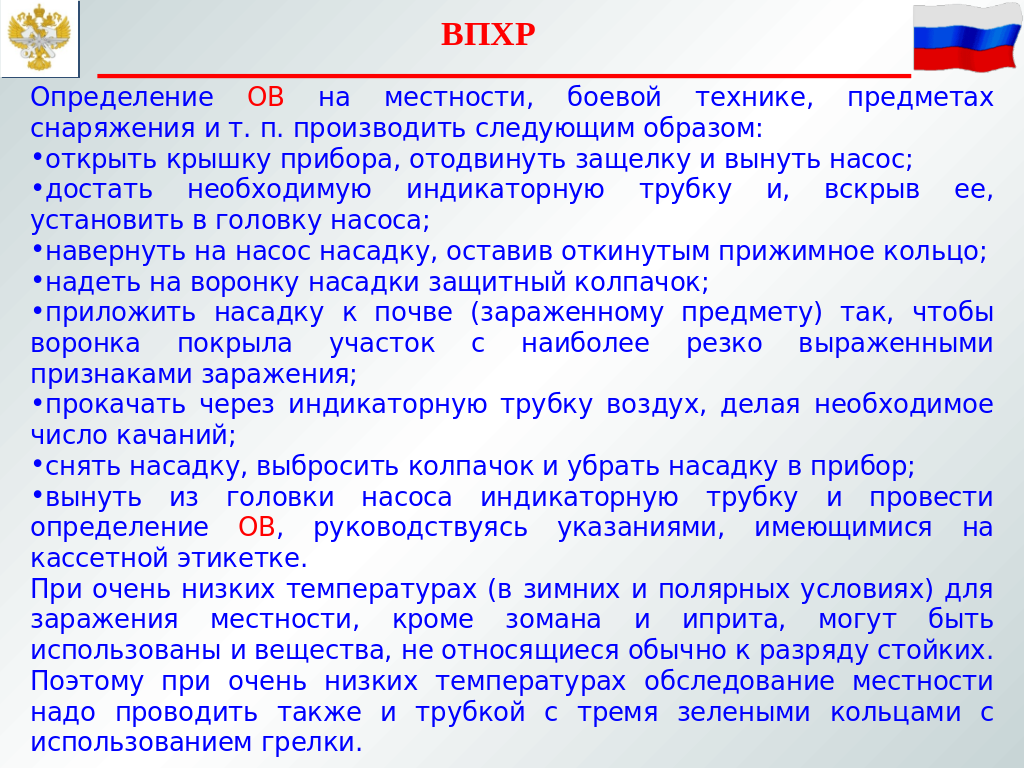 ВПХР
Определение ОВ на местности, боевой технике, предметах
снаряжения и т. п. производить следующим образом:
•открыть крышку прибора, отодвинуть защелку и вынуть насос;
•достать необходимую индикаторную трубку и, вскрыв ее,
установить в головку насоса;
•навернуть на насос насадку, оставив откинутым прижимное кольцо;
•надеть на воронку насадки защитный колпачок;
•приложить насадку к почве (зараженному предмету) так, чтобы
воронка покрыла участок с наиболее резко выраженными
признаками заражения;
•прокачать через индикаторную трубку воздух, делая необходимое
число качаний;
•снять насадку, выбросить колпачок и убрать насадку в прибор;
•вынуть из головки насоса индикаторную трубку и провести
определение ОВ, руководствуясь указаниями, имеющимися на
кассетной этикетке.
При очень низких температурах (в зимних и полярных условиях) для
заражения местности, кроме зомана и иприта, могут быть
использованы и вещества, не относящиеся обычно к разряду стойких.
Поэтому при очень низких температурах обследование местности
надо проводить также и трубкой с тремя зелеными кольцами с
использованием грелки.